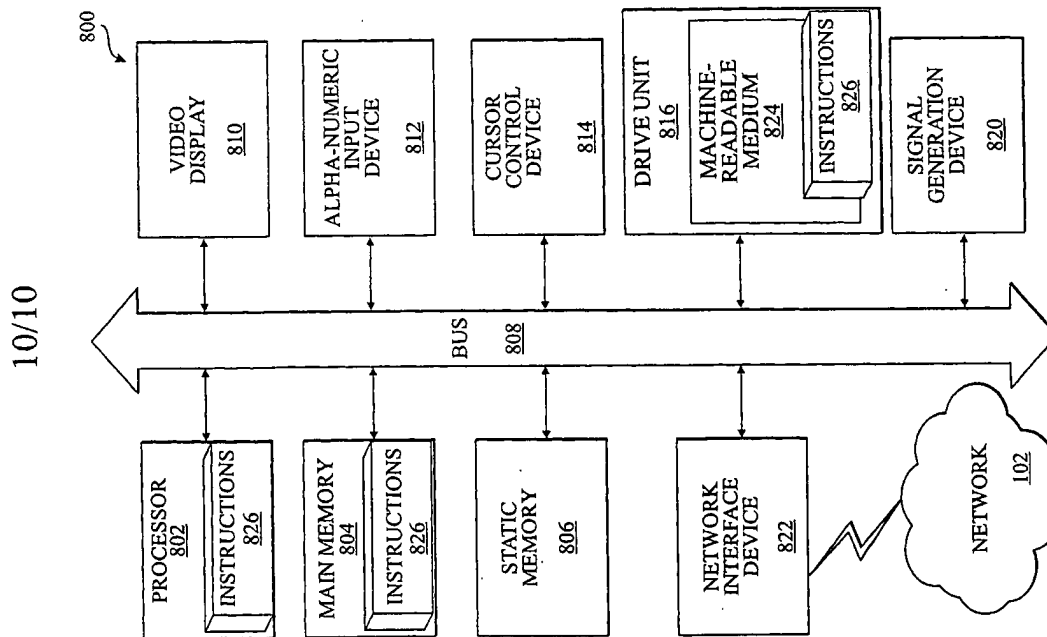 10/10
800
PROCESSOR
802
INSTRUCTIONS
826
MAIN MEMORY
804
INSTRUCTIONS
826
STATIC
MEMORY
806
NETWORK
INTERFACE
DEVICE
822
NETWORK
102
BUS
808
VIDEO
DISPLAY
810
ALPHA-NUMERIC
INPUT
DEVICE
812
CURSOR
CONTROL
DEVICE
814
DRIVE UNIT
816
MACHINE-
READABLE
MEDIUM
824
INSTRUCTIONS
826
SIGNAL
GENERATION
DEVICE
820